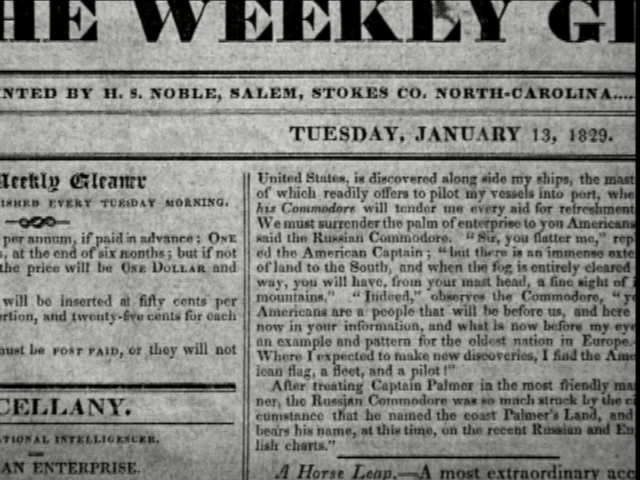 HE WEEKLY GI
NTED BY H. S. NOBLE, SALEM, STOKES CO. NORTH-CAROLINA.....
TUESDAY, JANUARY 13, 1829.
Weekly Gleaner
ISHED EVERY TUESDAY MORNING.
per annum, if paid in advance; ONE
, at the end of six months; but if not
the price will be ONE DOLLAR and
will be inserted at fifty cents per
ortion, and twenty-five cents for each
must be POST PAID, or they will not
CELLANY.
ATIONAL INTELLIGENCER.
AN ENTERPRISE.
United States, is discovered along side my ships, the mast
of which readily offers to pilot my vessels into port, whe
his Commodore will tender me every aid for refreshment
We must surrender the palm of enterprise to you Americans
said the Russian Commodore. "Sir, you flatter me," rep
ed the American Captain; "but there is an immense exte
of land to the South, and when the fog is entirely cleared
way, you will have, from your mast head, a fine sight of i
mountains." "Indeed," observes the Commodore, "y
Americans are a people that will be before us, and here
now in your information, and what is now before my eye
an example and pattern for the oldest nation in Europe.
Where I expected to make new discoveries, I find the Ame
ican flag, a fleet, and a pilot!"
After treating Captain Palmer in the most friendly ma
ner, the Russian Commodore was so much struck by the ci
cumstance that he named the coast Palmer's Land, and
bears his name, at this time, on the recent Russian and En
lish charts."
A Horse Leap.—A most extraordinary acc